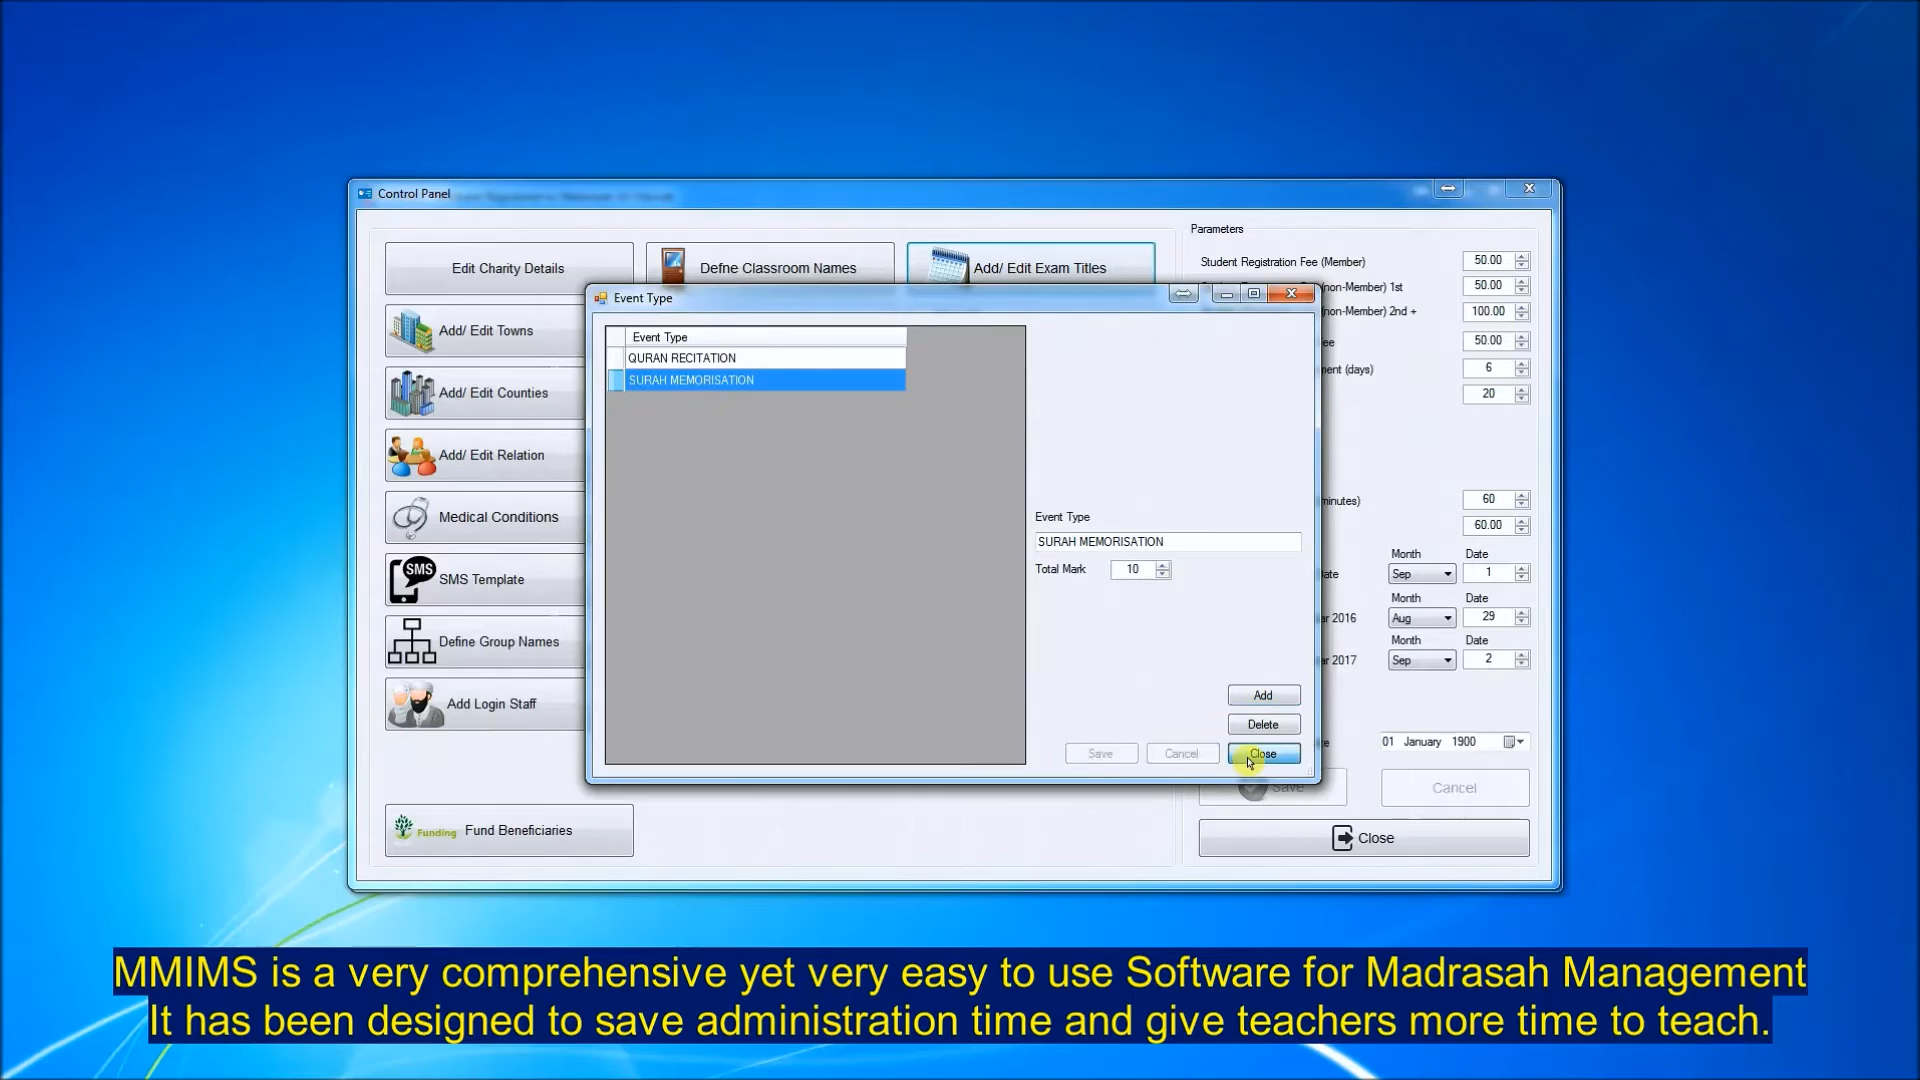 Control Panel
Edit Charity Details
Defne Classroom Names
Add/ Edit Exam Titles
Add/ Edit Towns
Add/ Edit Counties
Add/ Edit Relation
Medical Conditions
SMS
SMS Template
Define Group Names
Add Login Staff
Funding Fund Beneficiaries
Event Type
Event Type
QURAN RECITATION
SURAH MEMORISATION
Event Type
SURAH MEMORISATION
Total Mark 10
Add
Delete
Save Cancel Close
Parameters
Student Registration Fee (Member) 50.00
(non-Member) 1st 50.00
(non-Member) 2nd + 100.00
50.00
(days) 6
20
60
60.00
Month Date
Sep 1
Month Date
2016 Aug 29
Month Date
2017 Sep 2
01 January 1900
Save Cancel
Close
MMIMS is a very comprehensive yet very easy to use Software for Madrasah Management
It has been designed to save administration time and give teachers more time to teach.